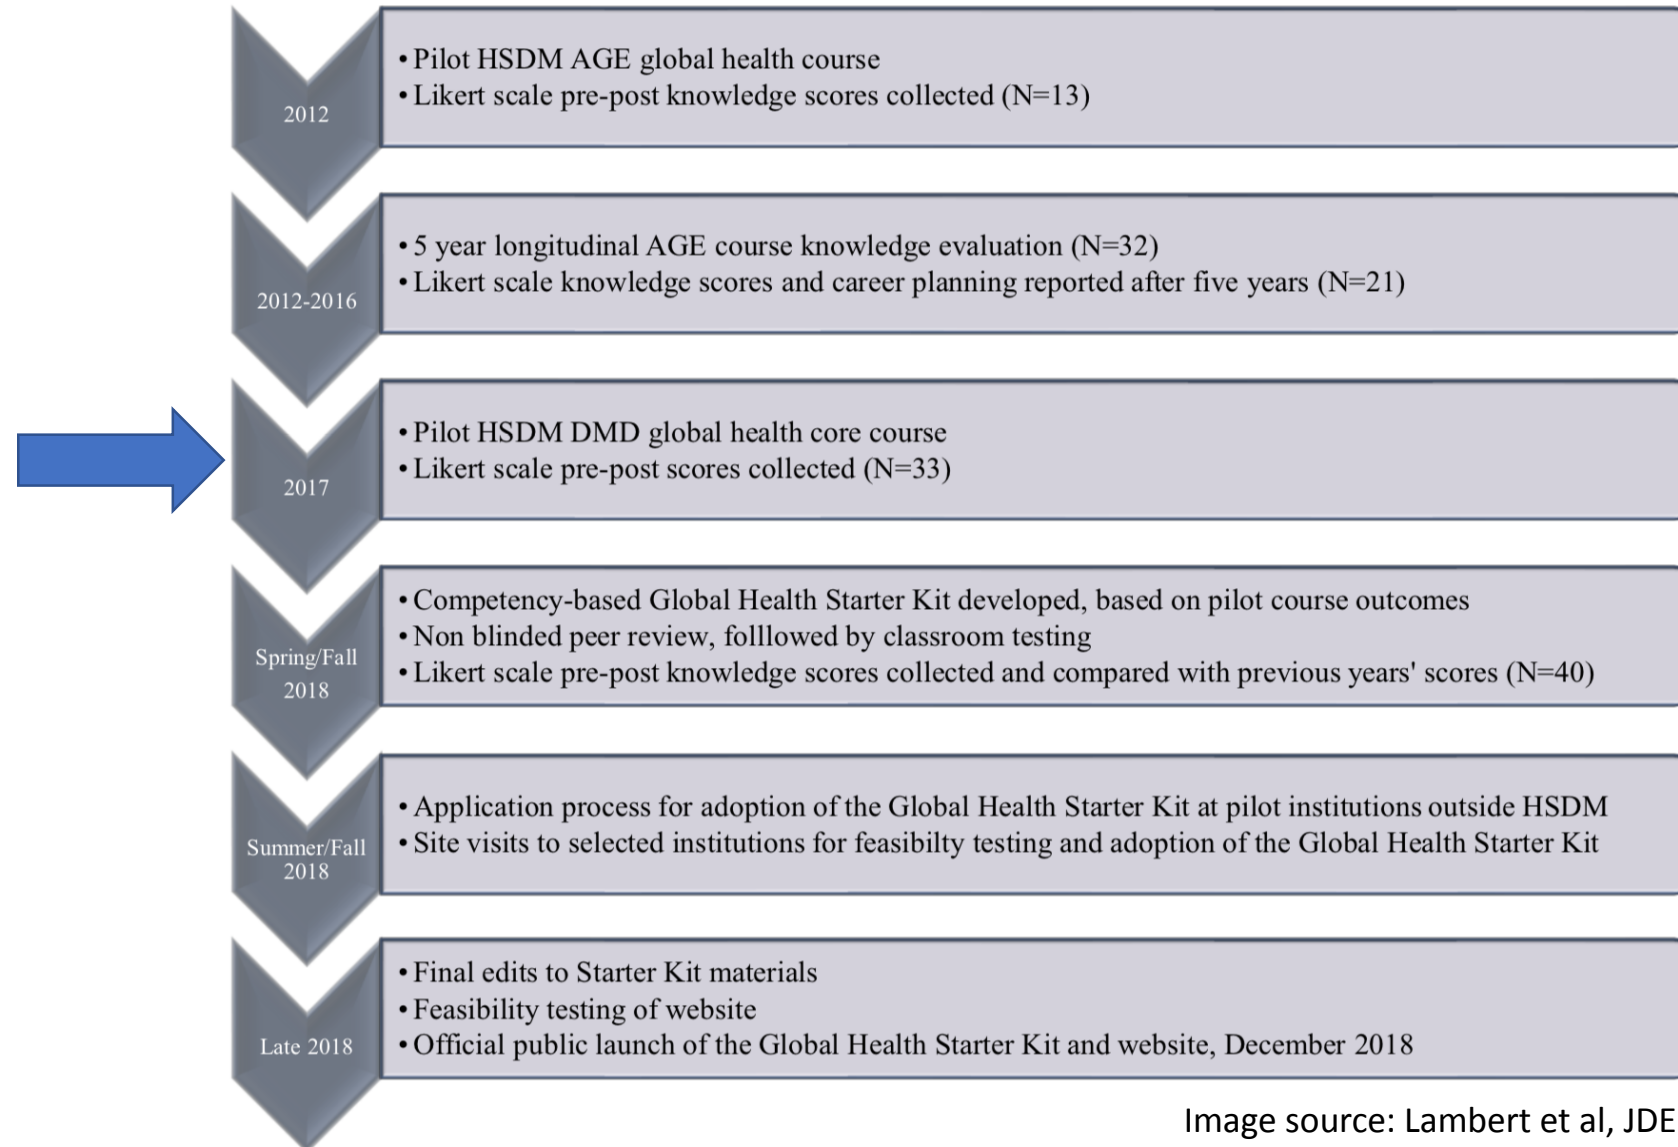 2012
• Pilot HSDM AGE global health course
• Likert scale pre-post knowledge scores collected (N=13)
2012-2016
• 5 year longitudinal AGE course knowledge evaluation (N=32)
• Likert scale knowledge scores and career planning reported after five years (N=21)
2017
• Pilot HSDM DMD global health core course
• Likert scale pre-post scores collected (N=33)
Spring/Fall
2018
• Competency-based Global Health Starter Kit developed, based on pilot course outcomes
• Non blinded peer review, folllowed by classroom testing
• Likert scale pre-post knowledge scores collected and compared with previous years' scores (N=40)
Summer/Fall
2018
• Application process for adoption of the Global Health Starter Kit at pilot institutions outside HSDM
• Site visits to selected institutions for feasibilty testing and adoption of the Global Health Starter Kit
Late 2018
• Final edits to Starter Kit materials
• Feasibility testing of website
• Official public launch of the Global Health Starter Kit and website, December 2018
Image source: Lambert et al, JDE